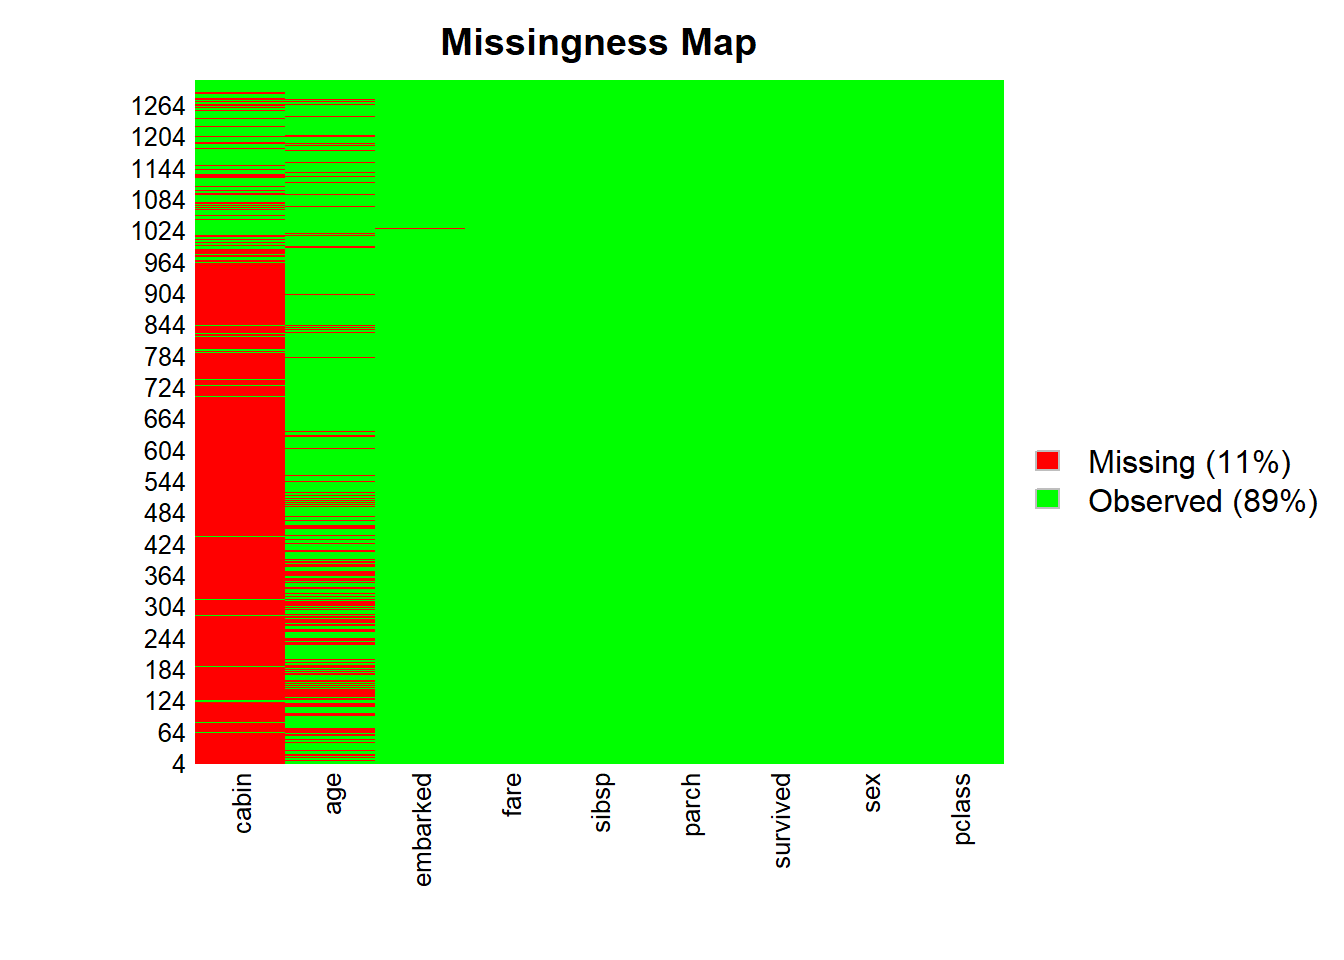 Missingness Map
1264
1204
1144
1084
1024
964
904
844
784
724
664
604
544
484
424
364
304
244
184
124
64
4
cabin
age
embarked
fare
sibsp
parch
survived
sex
pclass
Missing (11%)
Observed (89%)